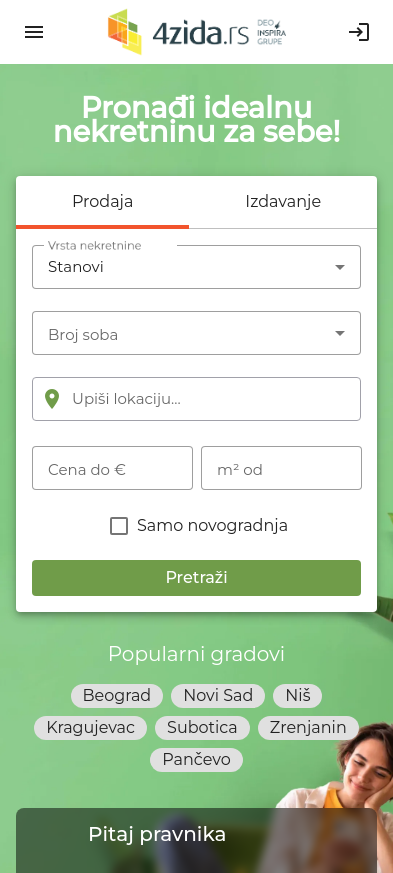 4zida.rs
DEO
INSPIRA
GRUPE
Pronađi idealnu
nekretninu za sebe!
Prodaja
Izdavanje
Vrsta nekretnine
Stanovi
Broj soba
Upiši lokaciju...
Cena do €
m² od
Samo novogradnja
Pretraži
Popularni gradovi
Beograd
Novi Sad
Niš
Kragujevac
Subotica
Zrenjanin
Pančevo
Pitaj pravnika